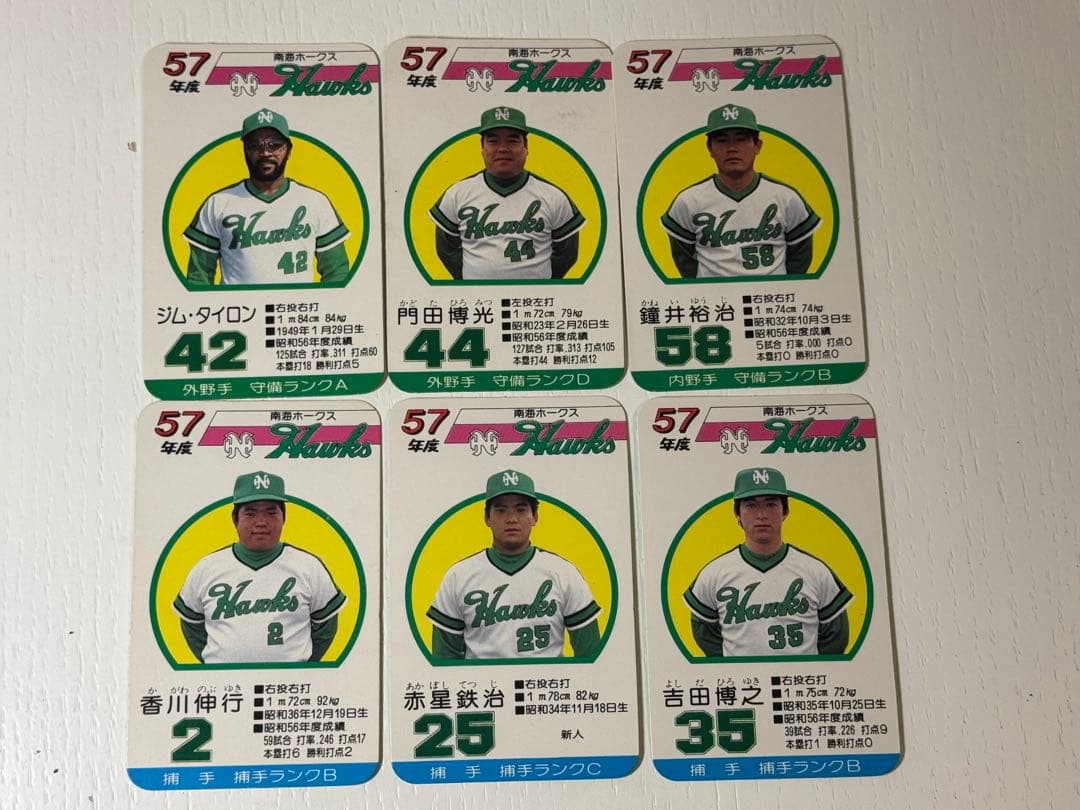 57
年度
南海ホークス
N
Hawks
N
Hawks
42
ジム・タイロン
42
■右投右打
■1m84cm 84kg
■1949年1月29日生
■昭和56年度成績
125試合 打率.311 打点60
本塁打18 勝利打点5
外野手 守備ランクA
57
年度
南海ホークス
N
Hawks
N
Hawks
44
かど た ひろ みつ
門田博光
44
■左投左打
■1m72cm 79kg
■昭和23年2月26日生
■昭和56年度成績
127試合 打率.313 打点105
本塁打44 勝利打点12
外野手 守備ランクD
57
年度
南海ホークス
N
Hawks
N
Hawks
58
かね い ゆう じ
鐘井裕治
58
■右投右打
■1m74cm 74kg
■昭和32年10月3日生
■昭和56年度成績
5試合 打率.000 打点0
本塁打0 勝利打点0
内野手 守備ランクB
57
年度
南海ホークス
N
Hawks
N
Hawks
2
か がわ のぶ ゆき
香川伸行
2
■右投右打
■1m72cm 92kg
■昭和36年12月19日生
■昭和56年度成績
59試合 打率.246 打点17
本塁打6 勝利打点2
捕手 捕手ランクB
57
年度
南海ホークス
N
Hawks
N
Hawks
25
あか ぼし てつ じ
赤星鉄治
25
■右投右打
■1m78cm 82kg
■昭和34年11月18日生
新人
捕手 捕手ランクC
57
年度
南海ホークス
N
Hawks
N
Hawks
35
よし だ ひろ ゆき
吉田博之
35
■右投右打
■1m75cm 72kg
■昭和35年10月25日生
■昭和56年度成績
39試合 打率.226 打点9
本塁打1 勝利打点0
捕手 捕手ランクB